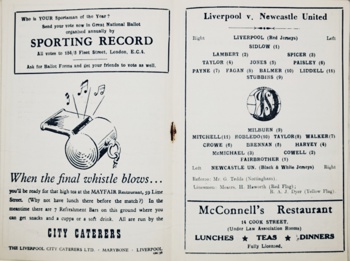 Who is YOUR Sportsman of the Year?
Send your vote now in Great National Ballot
organised annually by
SPORTING RECORD
All votes to Fleet Street, London, E.C.4.
Ask for Ballot Forms and get your friends to vote as well.
When the final whistle blows...
you'll be ready for that high tea at the MAYFAIR Restaurant, 59 Lime
Street. (Why not have lunch there before the match?) In the
meantime there are 7 Refreshment Bars on this ground where you
can get snacks and a cuppa or a soft drink. All are run by the
CITY CATERERS
THE LIVERPOOL CITY CATERERS LTD. - MARYBONE - LIVERPOOL
Liverpool v. Newcastle United
Right LIVERPOOL (Red Jerseys) Left
SIDLOW (1)
LAMBERT (2) SPICER (3)
TAYLOR (4) JONES (5) PAISLEY (6)
PAYNE (7) FAGAN (8) BALMER (10) LIDDELL (11)
STUBBINS (9)
MILBURN (9)
MITCHELL (11) ROBLEDO (10) TAYLOR (8) WALKER (7)
CROWE (6) BRENNAN (5) HARVEY (4)
McMICHAEL (3) COWELL (2)
FAIRBROTHER (1)
Left NEWCASTLE UN. (Black & White Jerseys) Right
Referee: Mr. G. Tedds (Nottingham).
Linesmen: Messrs. H. Haworth (Red Flag);
R. A. J. Dyer (Yellow Flag)
McConnell's Restaurant
16 COOK STREET,
(Under Law Association Rooms)
LUNCHES ★ TEAS ★ DINNERS
Fully Licensed.